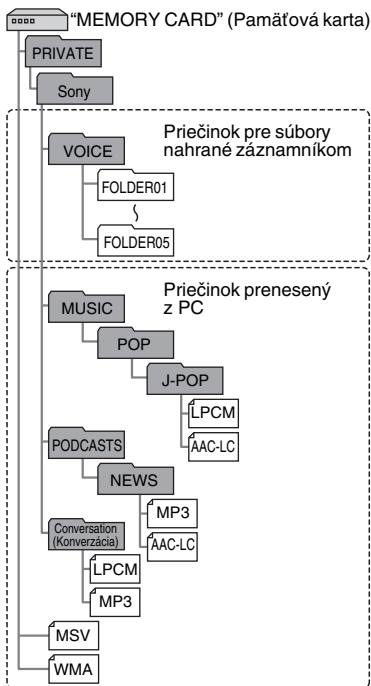 “MEMORY CARD” (Pamäťová karta)
PRIVATE
Sony
Priečinok pre súbory
nahrané záznamníkom
VOICE
FOLDER01
FOLDER05
Priečinok prenesený
z PC
MUSIC
POP
J-POP
LPCM
AAC-LC
PODCASTS
NEWS
MP3
AAC-LC
Conversation
(Konverzácia)
LPCM
MP3
MSV
WMA